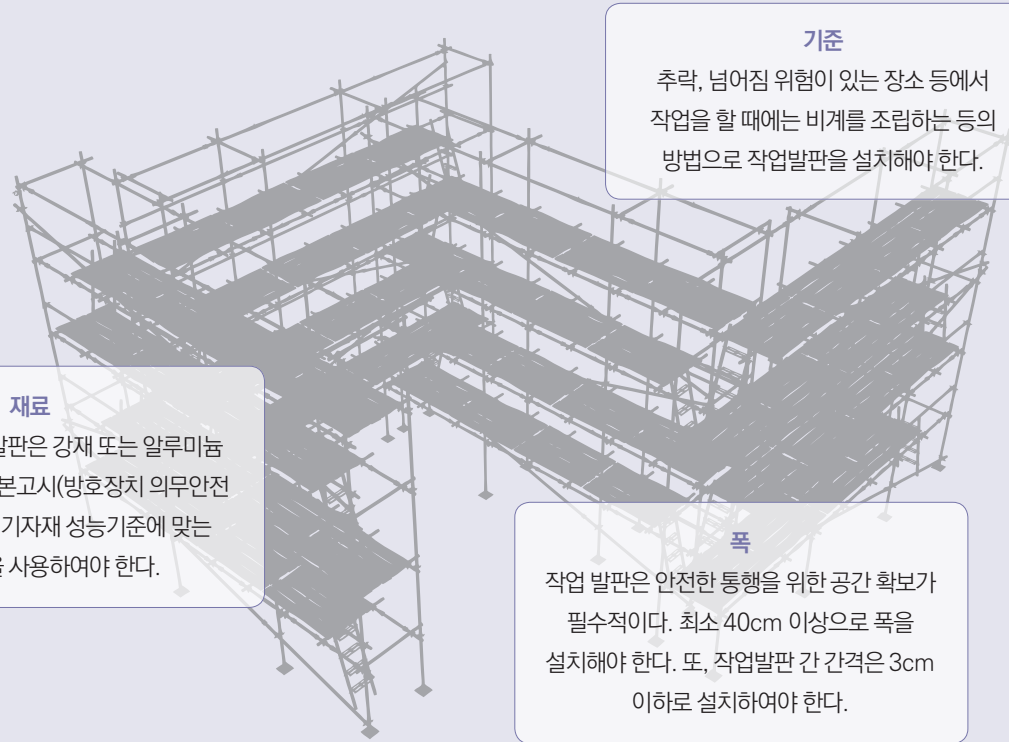 기준
추락, 넘어짐 위험이 있는 장소 등에서
작업을 할 때에는 비계를 조립하는 등의
방법으로 작업발판을 설치해야 한다.
재료
발판은 강재 또는 알루미늄
본고시(방호장치 의무안전
기자재 성능기준에 맞는
사용하여야 한다.
폭
작업 발판은 안전한 통행을 위한 공간 확보가
필수적이다. 최소 40cm 이상으로 폭을
설치해야 한다. 또, 작업발판 간 간격은 3cm
이하로 설치하여야 한다.